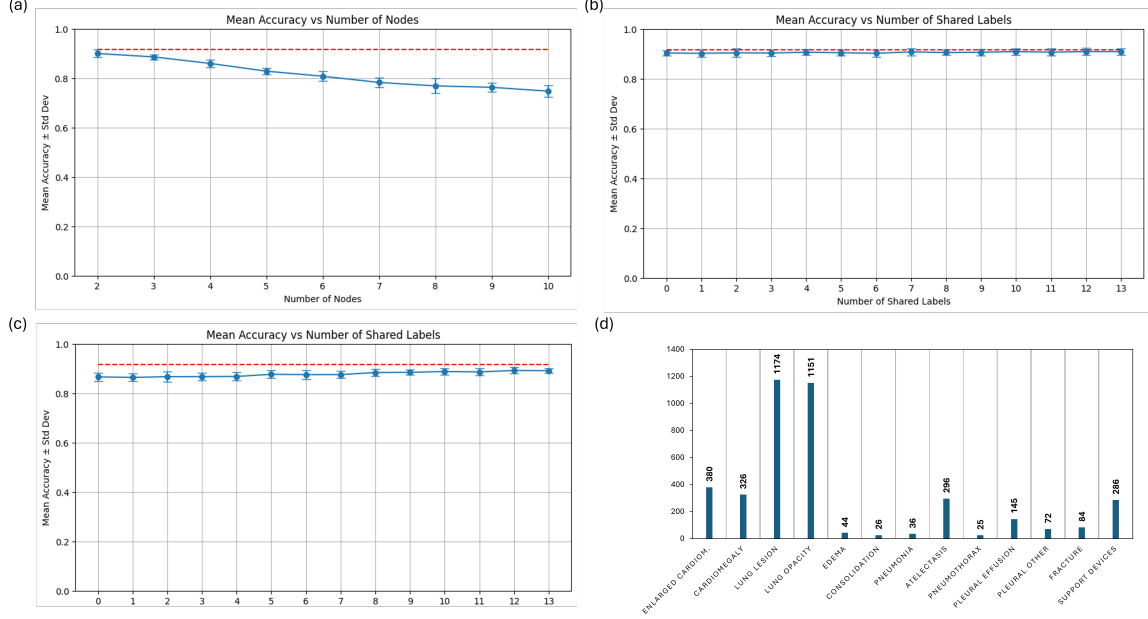 (a)
Mean Accuracy vs Number of Nodes
Mean Accuracy ± Std Dev
1.0
0.8
0.6
0.4
0.2
0.0
2 3 4 5 6 7 8 9 10
Number of Nodes
(b)
Mean Accuracy vs Number of Shared Labels
Mean Accuracy ± Std Dev
1.0
0.8
0.6
0.4
0.2
0.0
0 1 2 3 4 5 6 7 8 9 10 11 12 13
Number of Shared Labels
(c)
Mean Accuracy vs Number of Shared Labels
Mean Accuracy ± Std Dev
1.0
0.8
0.6
0.4
0.2
0.0
0 1 2 3 4 5 6 7 8 9 10 11 12 13
(d)
1400
1200
1000
800
600
400
200
0
380
326
1174
1151
44
26
36
296
25
145
72
84
286
ENLARGED CARDIOM.
CARDIOMEGALY
LUNG LESION
LUNG OPACITY
EDEMA
CONSOLIDATION
PNEUMONIA
ATELECTASIS
PNEUMOTHORAX
PLEURAL EFFUSION
PLEURAL OTHER
FRACTURE
SUPPORT DEVICES